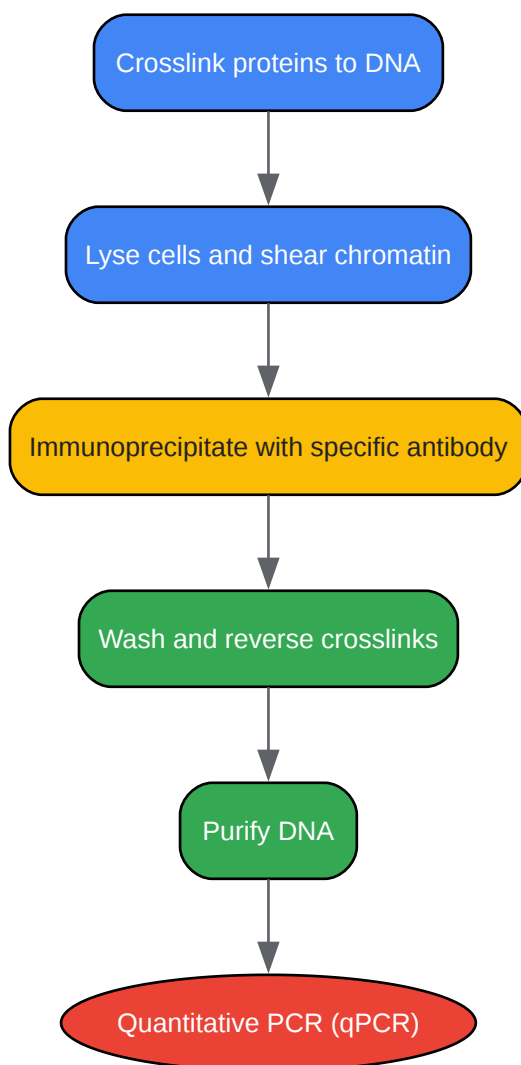 Crosslink proteins to DNA
Lyse cells and shear chromatin
Immunoprecipitate with specific antibody
Wash and reverse crosslinks
Purify DNA
Quantitative PCR (qPCR)